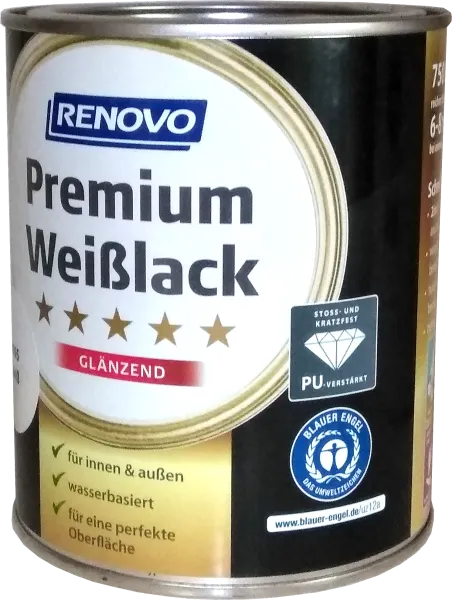 RENOVO
Premium
Weißlack
GLÄNZEND
STOSS- UND
KRATZFEST
PU-VERSTÄRKT
für innen & außen
wasserbasiert
für eine perfekte
Oberfläche
BLAUER ENGEL
DAS UMWELTZEICHEN
www.blauer-engel.de/uz12a